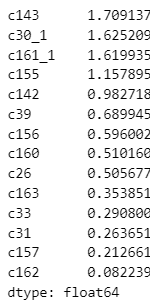 c143 1.709137
c30_1 1.625209
c161_1 1.619935
c155 1.157895
c142 0.982718
c39 0.689945
c156 0.596002
c160 0.510160
c26 0.505677
c163 0.353851
c33 0.290800
c31 0.263651
c157 0.212661
c162 0.082239
dtype: float64